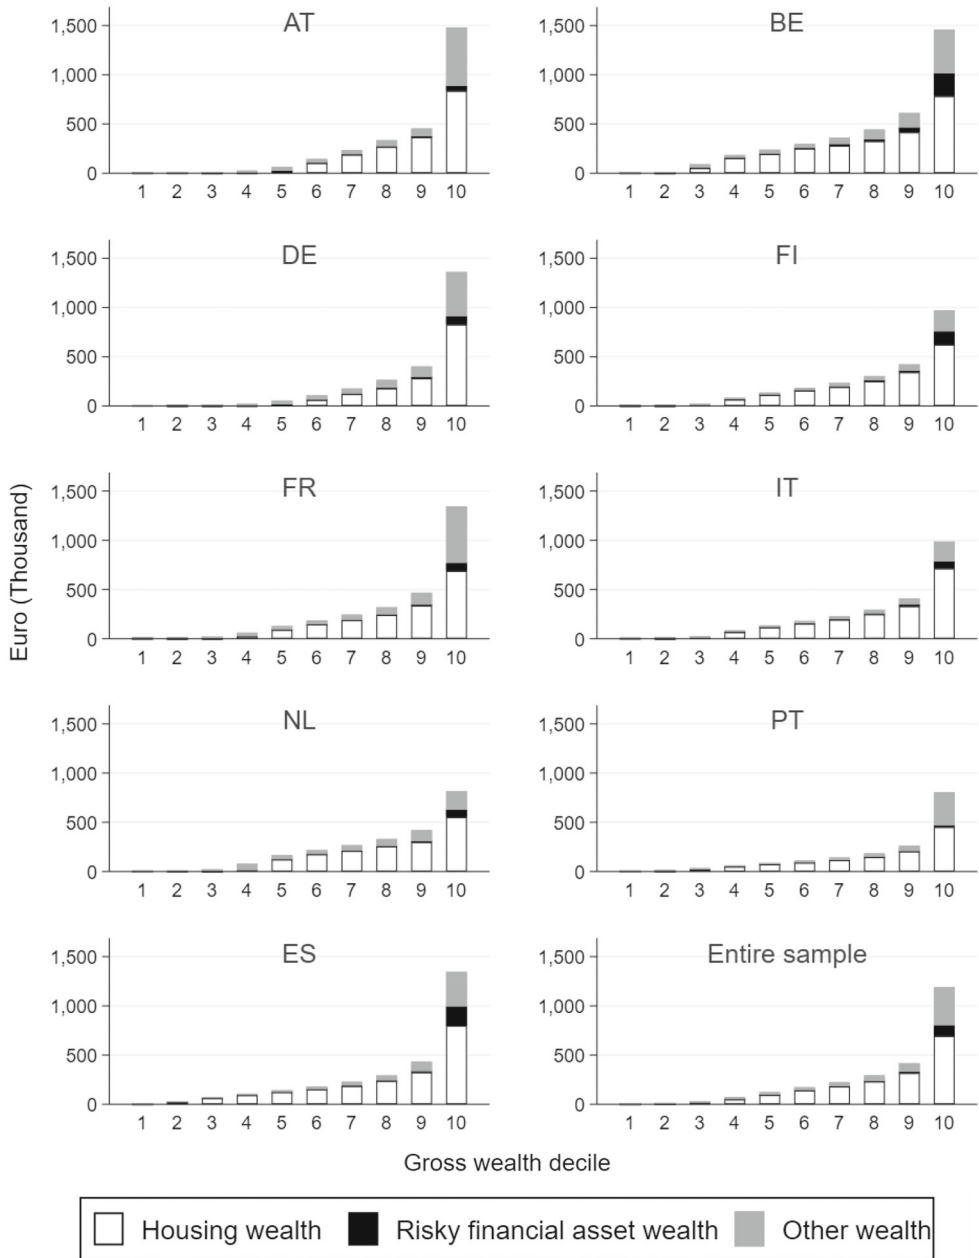 AT
BE
1,500
1,000
500
0
1 2 3 4 5 6 7 8 9 10
1 2 3 4 5 6 7 8 9 10
DE
FI
1,500
1,000
500
0
1,500
1,000
500
0
1,500
1,000
500
0
1 2 3 4 5 6 7 8 9 10
1 2 3 4 5 6 7 8 9 10
Euro (Thousand)
FR
IT
1,500
1,000
500
0
1,500
1,000
500
0
1 2 3 4 5 6 7 8 9 10
1 2 3 4 5 6 7 8 9 10
NL
PT
1,500
1,000
500
0
1,500
1,000
500
0
1 2 3 4 5 6 7 8 9 10
1 2 3 4 5 6 7 8 9 10
ES
Entire sample
1,500
1,000
500
0
1,500
1,000
500
0
1 2 3 4 5 6 7 8 9 10
1 2 3 4 5 6 7 8 9 10
Gross wealth decile
Housing wealth Risky financial asset wealth Other wealth